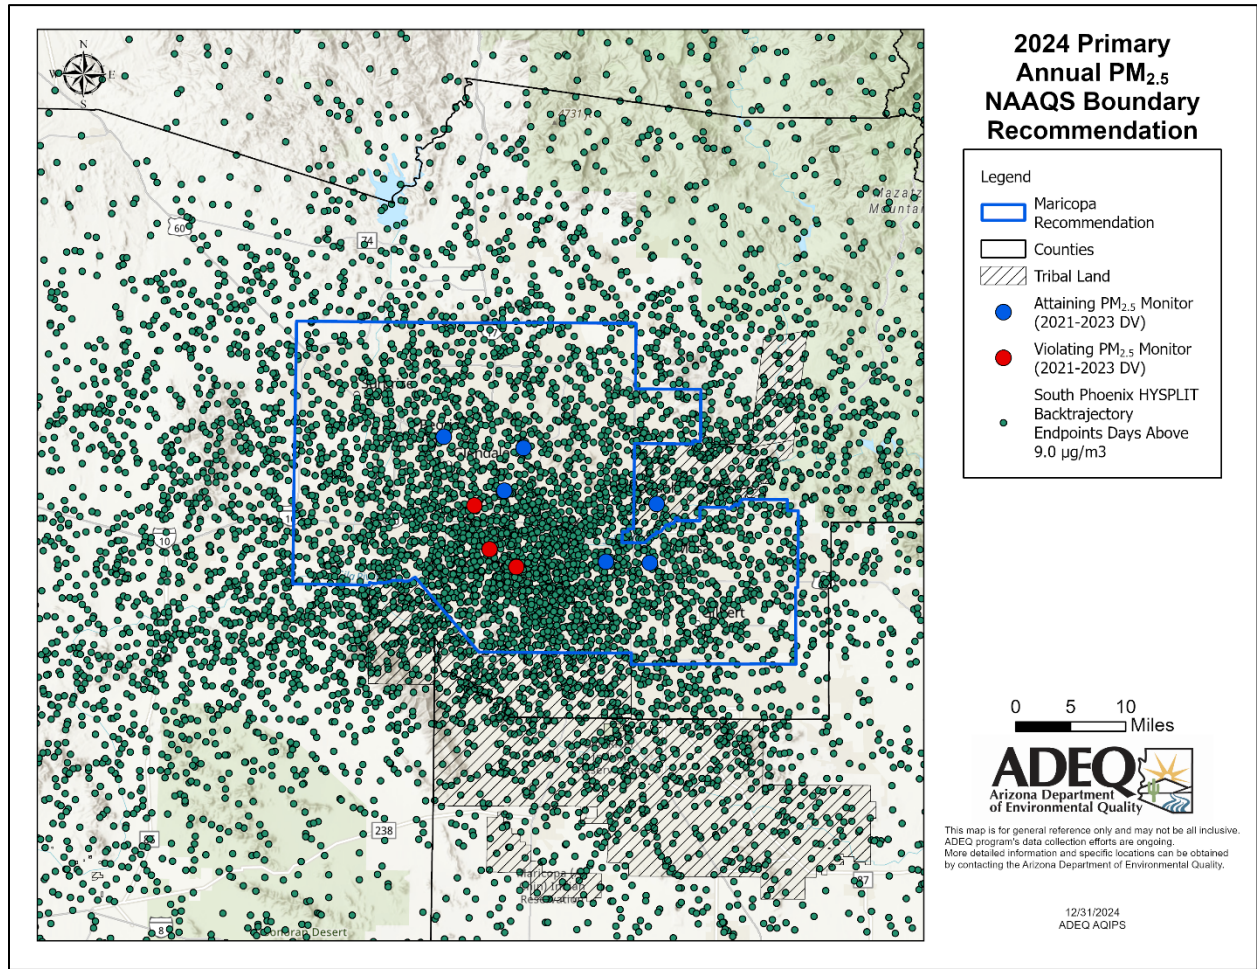 2024 Primary
Annual PM2.5
NAAQS Boundary
Recommendation
Legend
Maricopa
Recommendation
Counties
Tribal Land
Attaining PM2.5 Monitor
(2021-2023 DV)
Violating PM2.5 Monitor
(2021-2023 DV)
South Phoenix HYSPLIT
Backtrajectory
Endpoints Days Above
9.0 µg/m3
N
W E
S
60
74
10
238
87
8
0 5 10
Miles
ADEQ
Arizona Department
of Environmental Quality
This map is for general reference only and may not be all inclusive.
ADEQ program's data collection efforts are ongoing.
More detailed information and specific locations can be obtained
by contacting the Arizona Department of Environmental Quality.
12/31/2024
ADEQ AQIPS